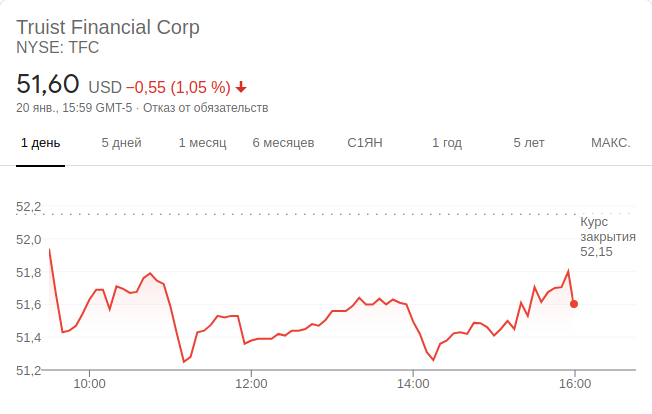 Truist Financial Corp
NYSE: TFC
51,60 USD −0,55 (1,05 %)
20 янв., 15:59 GMT-5 · Отказ от обязательств
1 день 5 дней 1 месяц 6 месяцев С1ЯН 1 год 5 лет МАКС.
52,2
52,0
51,8
51,6
51,4
51,2
Курс
закрытия
52,15
10:00 12:00 14:00 16:00